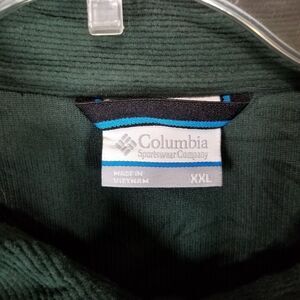 Columbia
Sportswear Company
MADE IN
VIETNAM
XXL